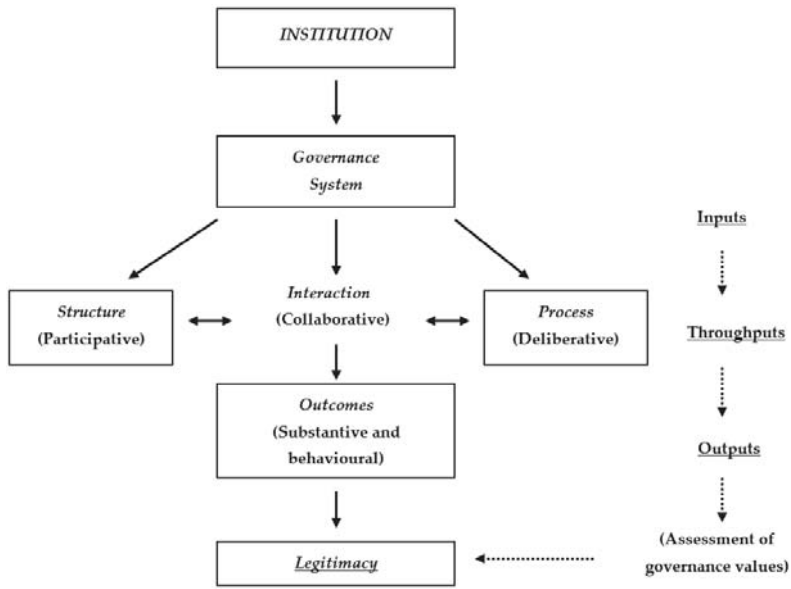 INSTITUTION
Governance
System
Inputs
Structure
(Participative)
Interaction
(Collaborative)
Process
(Deliberative)
Throughputs
Outcomes
(Substantive and
behavioural)
Outputs
Legitimacy
(Assessment of
governance values)